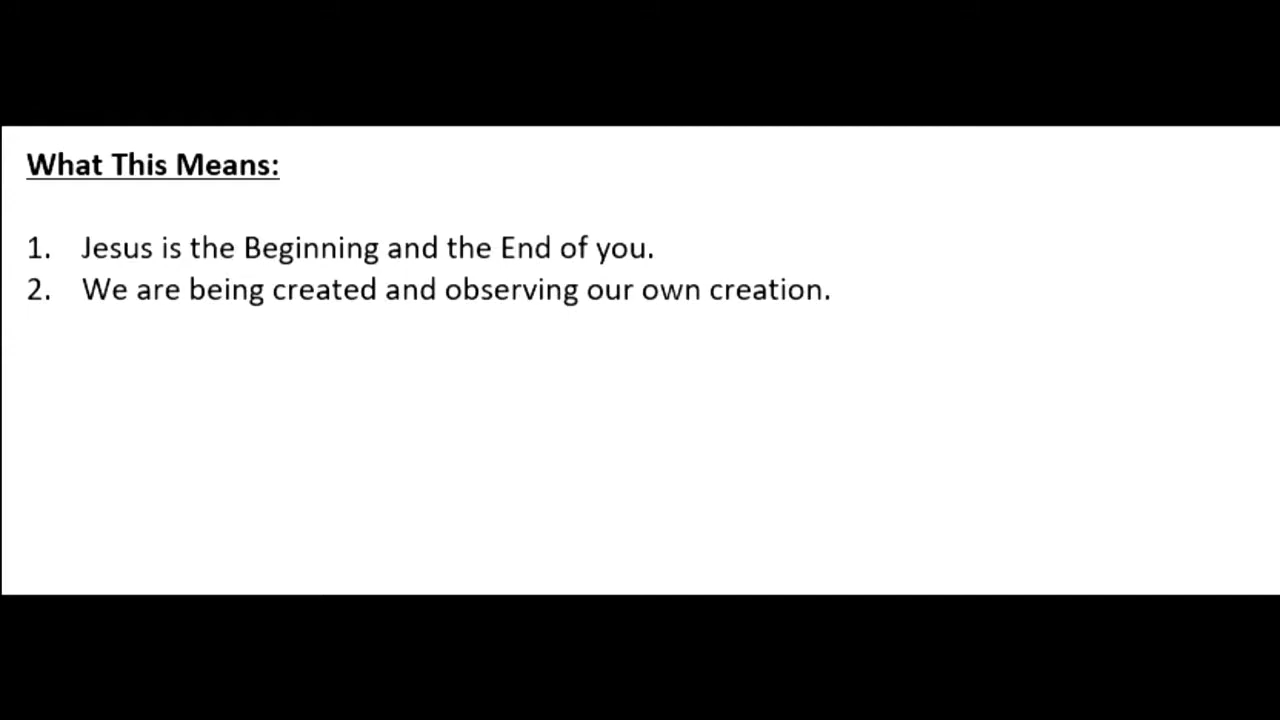 What This Means:
1. Jesus is the Beginning and the End of you.
2. We are being created and observing our own creation.